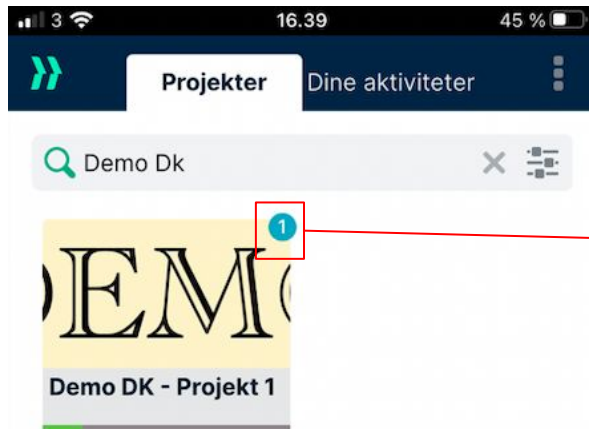 3 16.39 45 %
Projekter Dine aktiviteter
Demo Dk
1
DEMO
Demo DK - Projekt 1